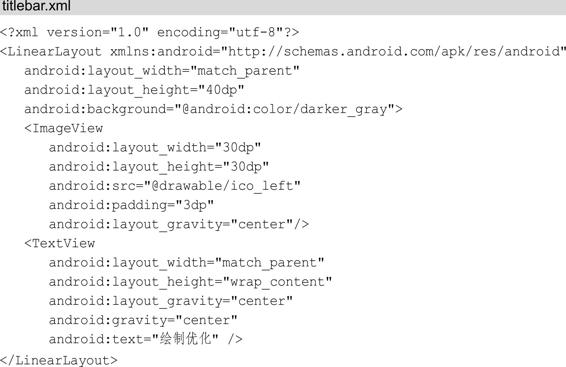 titlebar.xml
<?xml version="1.0" encoding="utf-8"?>
<LinearLayout xmlns:android="http://schemas.android.com/apk/res/android"
android:layout_width="match_parent"
android:layout_height="40dp"
android:background="@android:color/darker_gray">
<ImageView
android:layout_width="30dp"
android:layout_height="30dp"
android:src="@drawable/ico_left"
android:padding="3dp"
android:layout_gravity="center"/>
<TextView
android:layout_width="match_parent"
android:layout_height="wrap_content"
android:layout_gravity="center"
android:gravity="center"
android:text="绘制优化" />
</LinearLayout>